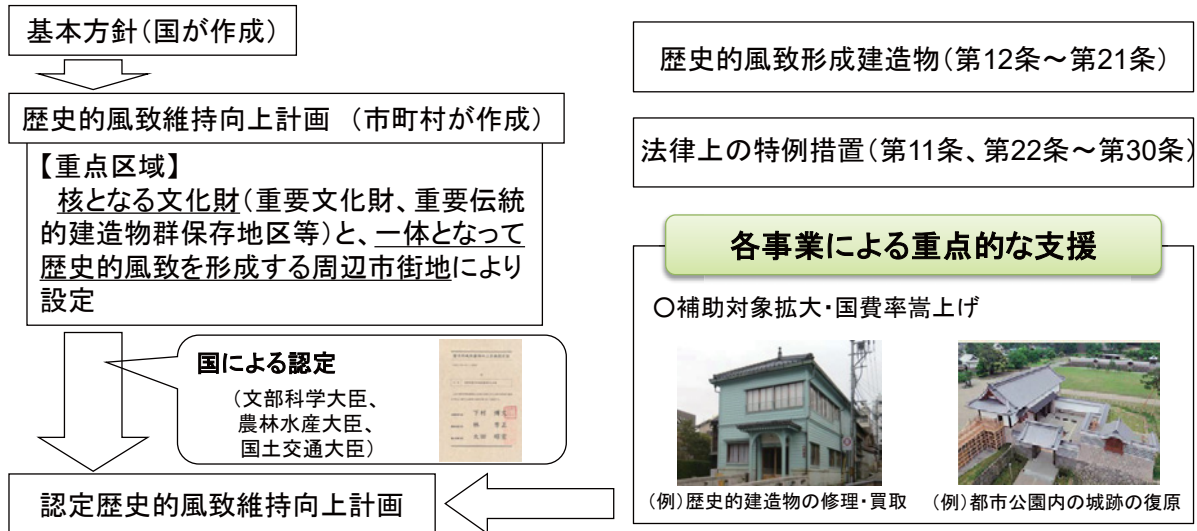 基本方針(国が作成)
歴史的風致維持向上計画 (市町村が作成)
【重点区域】
核となる文化財(重要文化財、重要伝統
的建造物群保存地区等)と、一体となって
歴史的風致を形成する周辺市街地により
設定
国による認定
(文部科学大臣、
農林水産大臣、
国土交通大臣)
認定歴史的風致維持向上計画
歴史的風致形成建造物(第12条~第21条)
法律上の特例措置(第11条、第22条~第30条)
各事業による重点的な支援
〇補助対象拡大・国費率嵩上げ
(例)歴史的建造物の修理・買取
(例)都市公園内の城跡の復原